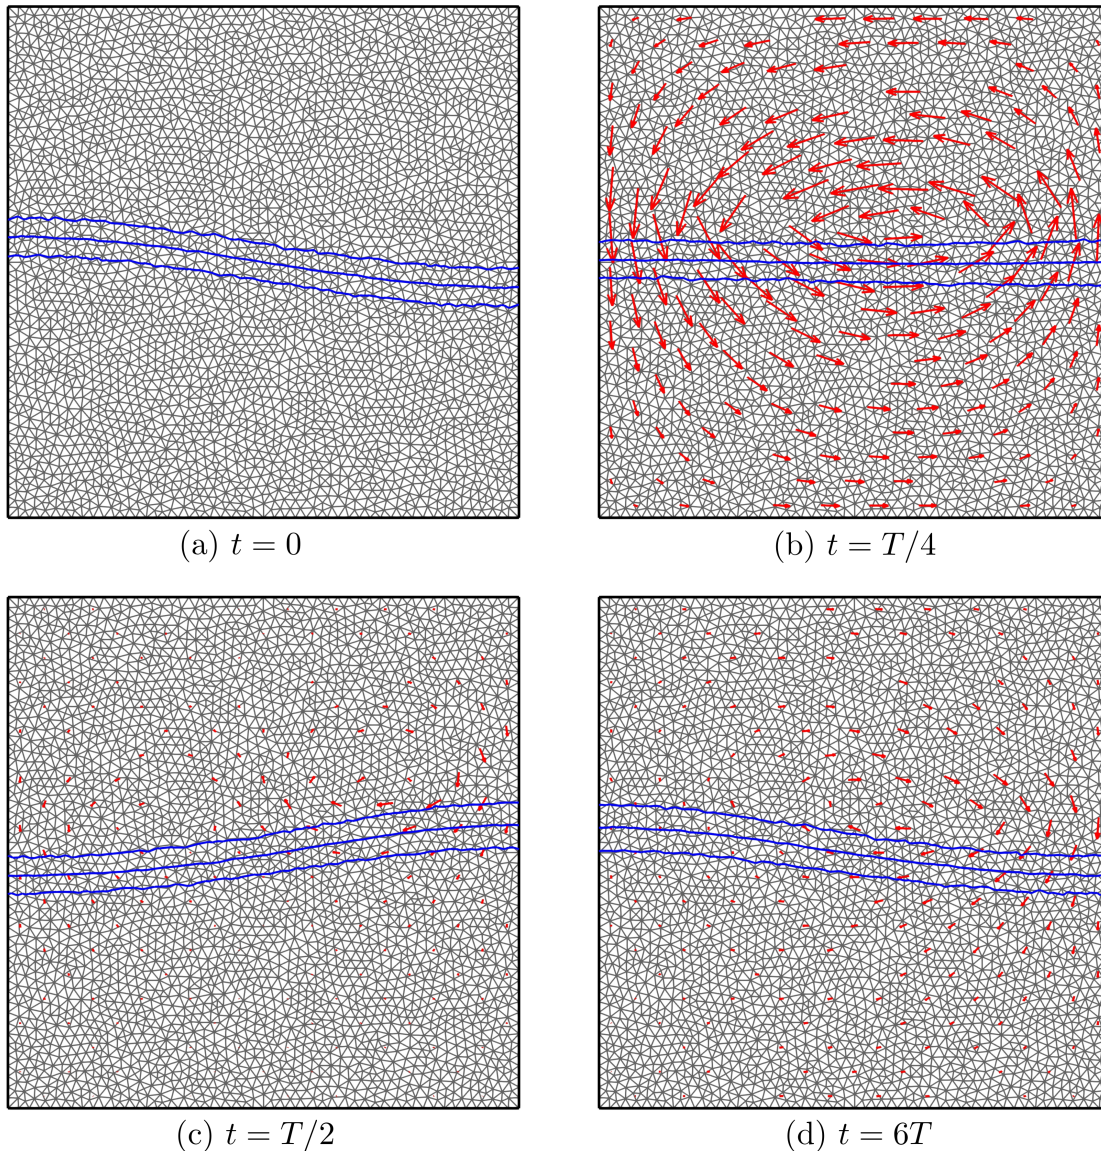 (a) t = 0
(b) t = T/4
(c) t = T/2
(d) t = 6T